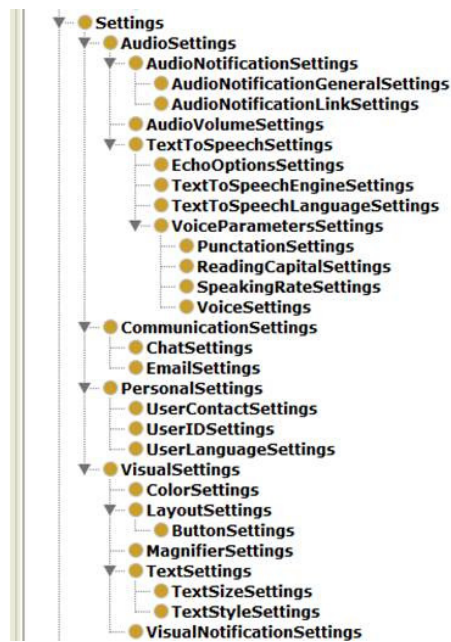 Settings
AudioSettings
AudioNotificationSettings
AudioNotificationGeneralSettings
AudioNotificationLinkSettings
AudioVolumeSettings
TextToSpeechSettings
EchoOptionsSettings
TextToSpeechEngineSettings
TextToSpeechLanguageSettings
VoiceParametersSettings
PunctationSettings
ReadingCapitalSettings
SpeakingRateSettings
VoiceSettings
CommunicationSettings
ChatSettings
EmailSettings
PersonalSettings
UserContactSettings
UserIDSettings
UserLanguageSettings
VisualSettings
ColorSettings
LayoutSettings
ButtonSettings
MagnifierSettings
TextSettings
TextSizeSettings
TextStyleSettings
VisualNotificationSettings